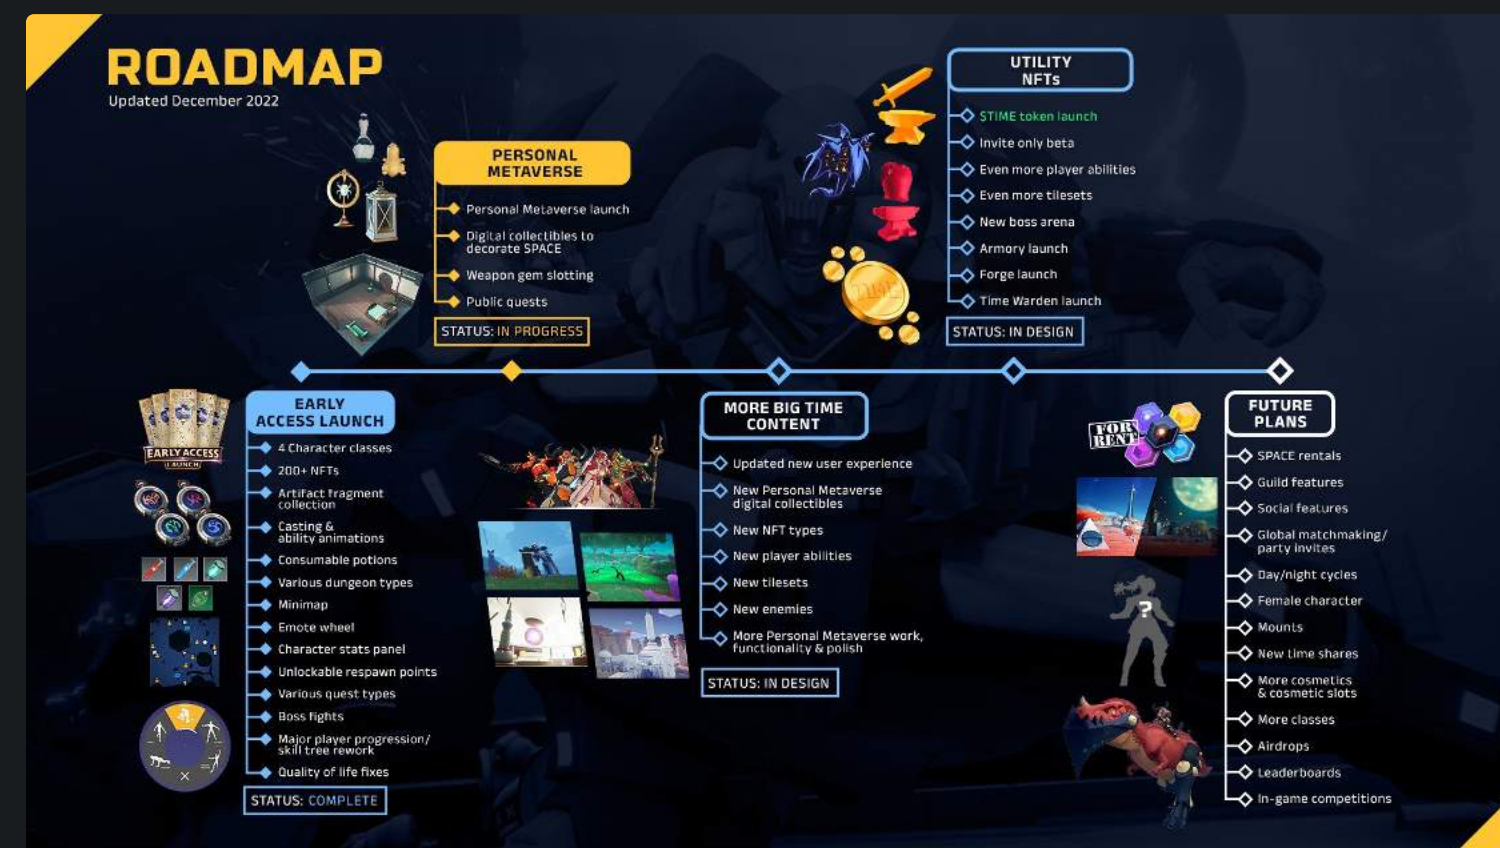 ROADMAP
Updated December 2022
PERSONAL
METAVERSE
Personal Metaverse launch
Digital collectibles to
decorate SPACE
Weapon gem slotting
Public quests
STATUS: IN PROGRESS
UTILITY
NFTs
$TIME token launch
Invite only beta
Even more player abilities
Even more tilesets
New boss arena
Armory launch
Forge launch
Time Warden launch
STATUS: IN DESIGN
TIME
EARLY ACCESS
LAUNCH
EARLY
ACCESS LAUNCH
4 Character classes
200+ NFTs
Artifact fragment
collection
Casting &
ability animations
Consumable potions
Various dungeon types
Minimap
Emote wheel
Character stats panel
Unlockable respawn points
Various quest types
Boss fights
Major player progression/
skill tree rework
Quality of life fixes
STATUS: COMPLETE
MORE BIG TIME
CONTENT
Updated new user experience
New Personal Metaverse
digital collectibles
New NFT types
New player abilities
New tilesets
New enemies
More Personal Metaverse work,
functionality & polish
STATUS: IN DESIGN
FOR
RENT
?
FUTURE
PLANS
SPACE rentals
Guild features
Social features
Global matchmaking/
party invites
Day/night cycles
Female character
Mounts
New time shares
More cosmetics
& cosmetic slots
More classes
Airdrops
Leaderboards
In-game competitions